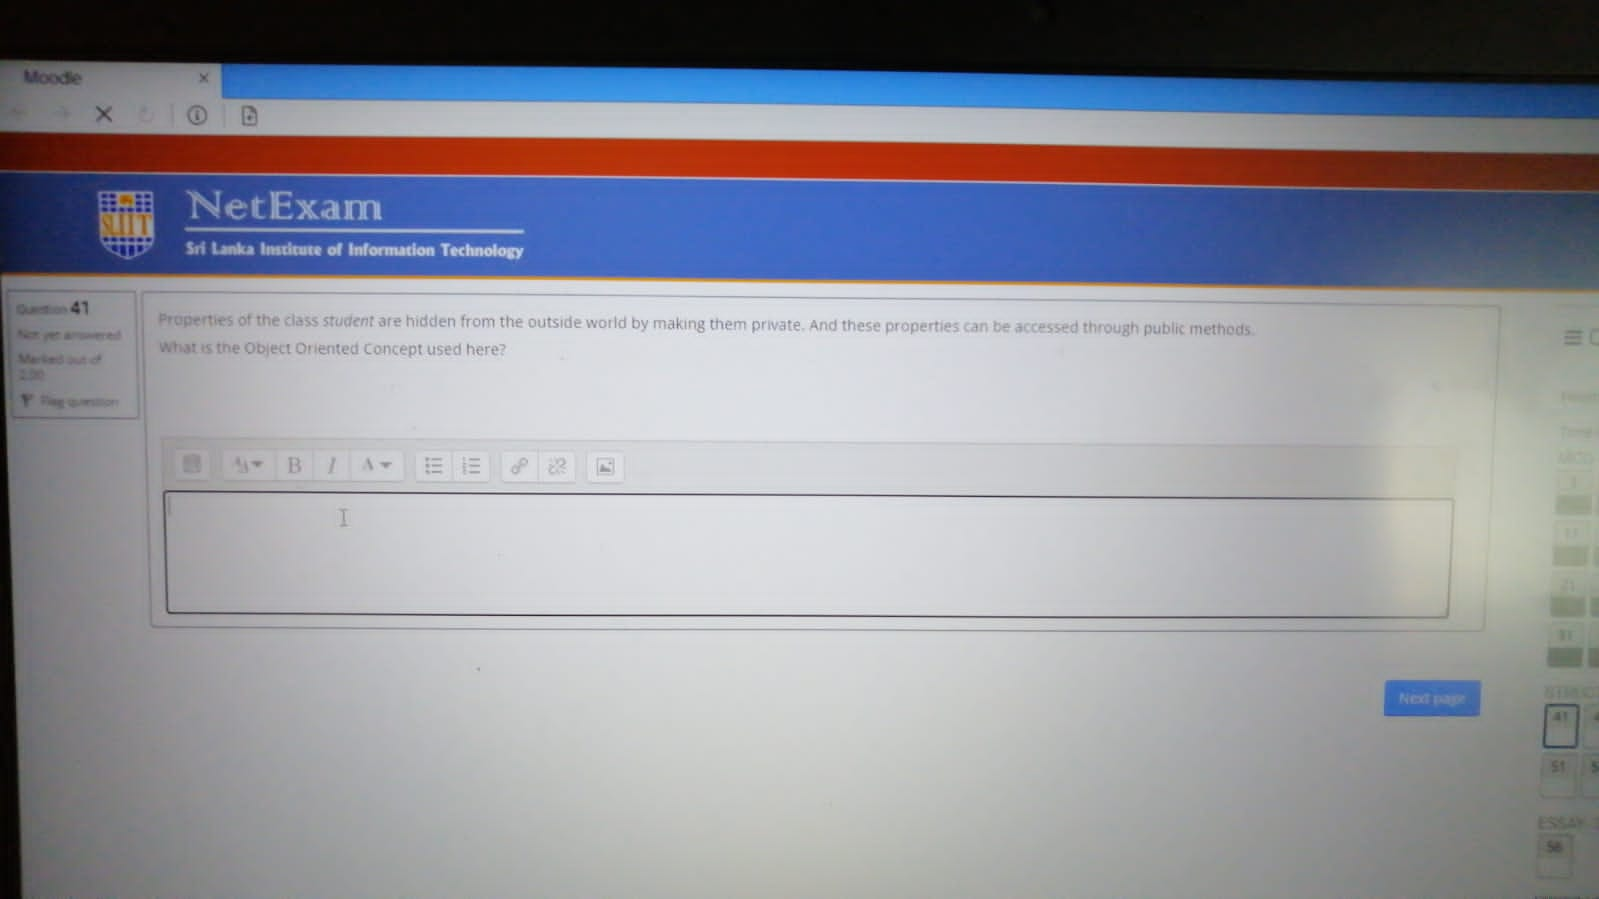 Moodle
SLIIT
NetExam
Sri Lanka Institute of Information Technology
Question 41
Not yet answered
Marked out of
2.00
Flag question
Properties of the class student are hidden from the outside world by making them private. And these properties can be accessed through public methods.
What is the Object Oriented Concept used here?
B I A
Next page
1
11
21
31
41
51
ESSAY
56